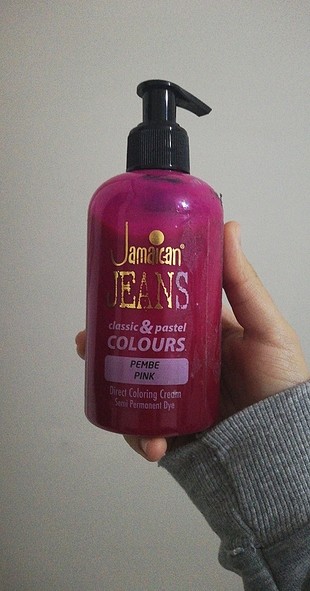 Jamaican®
JEANS
classic & pastel
COLOURS
PEMBE
PINK
Direct Coloring Cream
Semi Permanent Dye